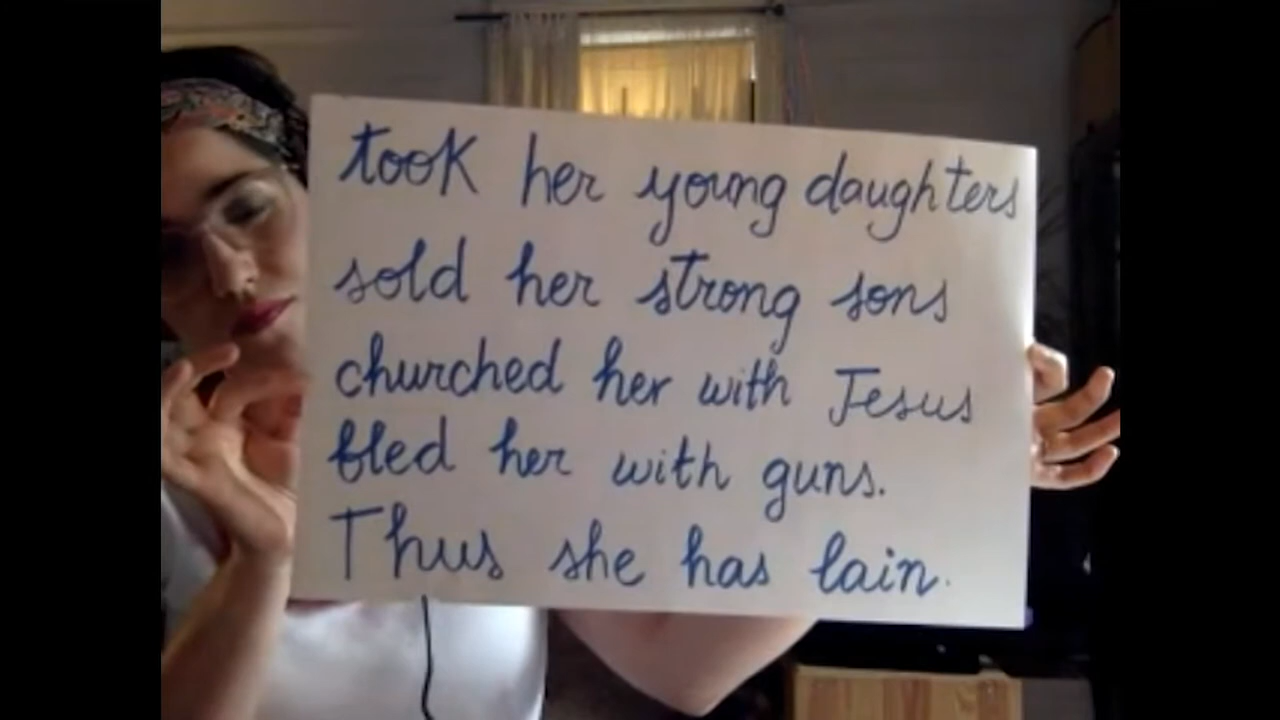 took her young daughters
sold her strong sons
churched her with Jesus
bled her with guns.
Thus she has lain.